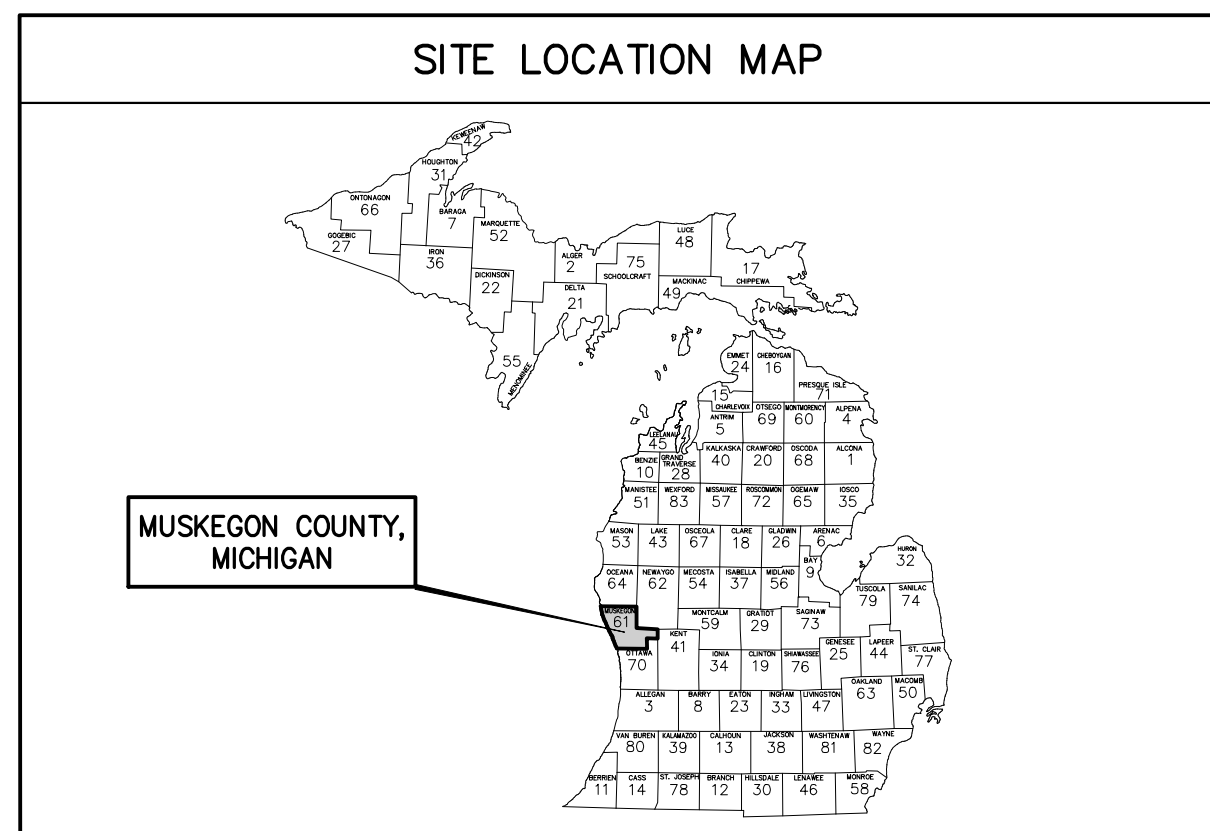 SITE LOCATION MAP
KEWEENAW
42
HOUGHTON
31
ONTONAGON
66
BARAGA
7
GOGEBIC
27
MARQUETTE
52
IRON
36
DICKINSON
22
ALGER
2
DELTA
21
75
SCHOOLCRAFT
LUCE
48
MACKINAC
49
17
CHIPPEWA
55
MENOMINEE
EMMET
24
CHEBOYGAN
16
PRESQUE ISLE
71
15
CHARLEVOIX
ANTRIM
5
OTSEGO
69
MONTMORENCY
60
ALPENA
4
LEELANAU
45
BENZIE
10
GRAND
TRAVERSE
28
KALKASKA
40
CRAWFORD
20
OSCODA
68
ALCONA
1
MANISTEE
51
WEXFORD
83
MISSAUKEE
57
ROSCOMMON
72
OGEMAW
65
IOSCO
35
MUSKEGON COUNTY,
MICHIGAN
MASON
53
LAKE
43
OSCEOLA
67
CLARE
18
GLADWIN
26
ARENAC
6
HURON
32
OCEANA
64
NEWAYGO
62
MECOSTA
54
ISABELLA
37
MIDLAND
56
BAY
9
TUSCOLA
79
SANILAC
74
MUSKEGON
61
MONTCALM
59
GRATIOT
29
SAGINAW
73
KENT
41
OTTAWA
70
IONIA
34
CLINTON
19
SHIAWASSEE
76
GENESEE
25
LAPEER
44
ST. CLAIR
77
ALLEGAN
3
BARRY
8
EATON
23
INGHAM
33
LIVINGSTON
47
OAKLAND
63
MACOMB
50
VAN BUREN
80
KALAMAZOO
39
CALHOUN
13
JACKSON
38
WASHTENAW
81
WAYNE
82
BERRIEN
11
CASS
14
ST. JOSEPH
78
BRANCH
12
HILLSDALE
30
LENAWEE
46
MONROE
58